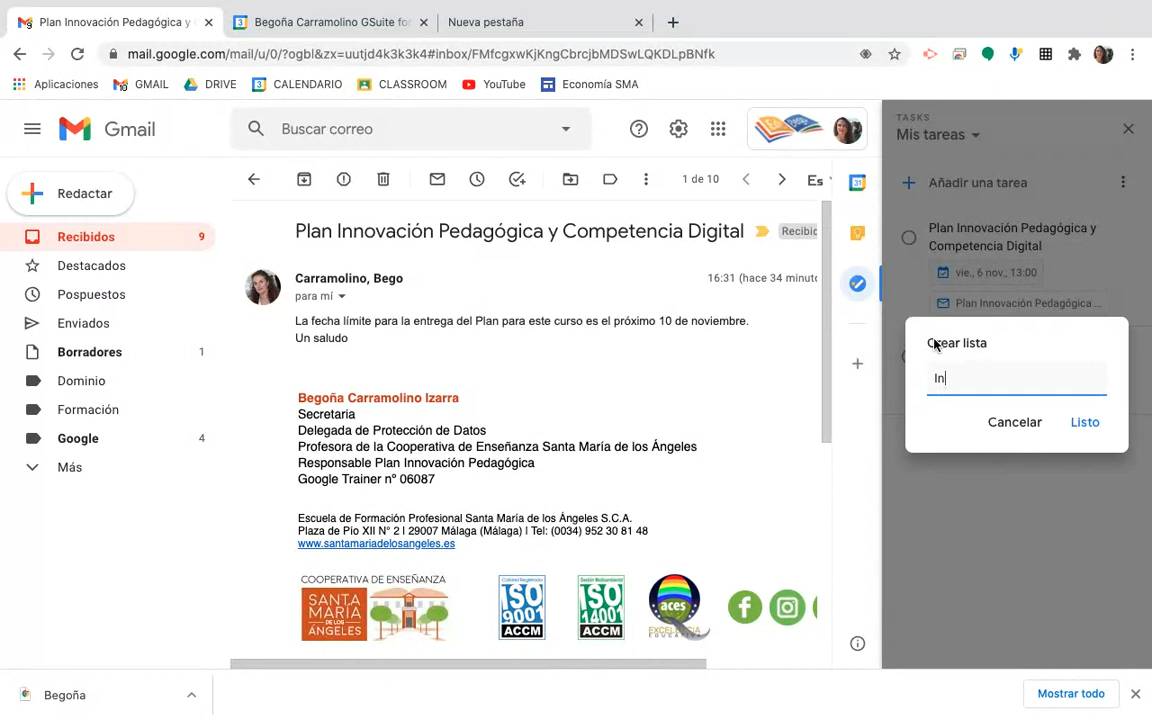 Plan Innovación Pedagógica y
Begoña Carramolino GSuite for
Nueva pestaña
mail.google.com/mail/u/0/?ogbl&zx=uutjd4k3k3k4#inbox/FMfcgxwKjKngCbrcjbMDSwLQKDLpBNfk
Aplicaciones
GMAIL
DRIVE
CALENDARIO
CLASSROOM
YouTube
Economía SMA
Gmail
Buscar correo
TASKS
Mis tareas
Redactar
1 de 10
Es
Añadir una tarea
Recibidos 9
Destacados
Pospuestos
Enviados
Borradores 1
Dominio
Formación
Google 4
Más
Plan Innovación Pedagógica y Competencia Digital
Recibid
Carramolino, Bego
16:31 (hace 34 minuto
para mí
La fecha límite para la entrega del Plan para este curso es el próximo 10 de noviembre.
Un saludo
Begoña Carramolino Izarra
Secretaria
Delegada de Protección de Datos
Profesora de la Cooperativa de Enseñanza Santa María de los Ángeles
Responsable Plan Innovación Pedagógica
Google Trainer nº 06087
Escuela de Formación Profesional Santa María de los Ángeles S.C.A.
Plaza de Pío XII N° 2 I 29007 Málaga (Málaga) I Tel: (0034) 952 30 81 48
www.santamariadelosangeles.es
COOPERATIVA DE ENSEÑANZA
SANTA
MARÍA
DE LOS
ÁNGELES
ISO
9001
ACCM
ISO
14001
ACCM
aces
Plan Innovación Pedagógica y
Competencia Digital
vie., 6 nov., 13:00
Plan Innovación Pedagógica ...
Crear lista
In
Cancelar
Listo
Begoña
Mostrar todo